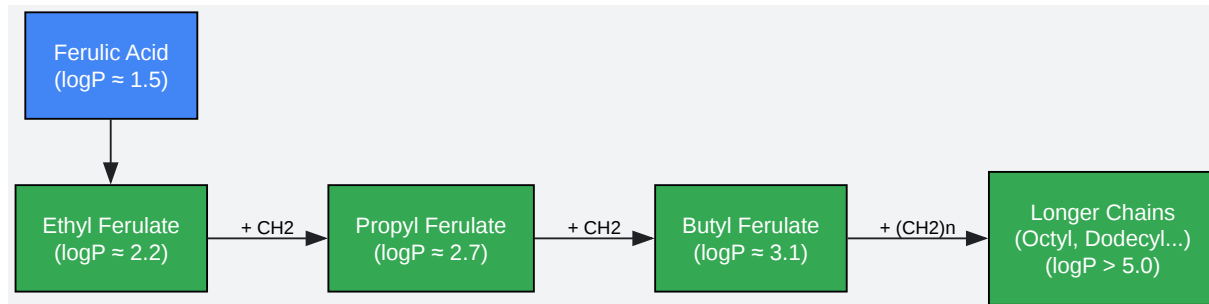 Ferulic Acid
(logP ≈ 1.5)
Ethyl Ferulate
(logP ≈ 2.2)
+ CH2
Propyl Ferulate
(logP ≈ 2.7)
+ CH2
Butyl Ferulate
(logP ≈ 3.1)
+ (CH2)n
Longer Chains
(Octyl, Dodecyl...)
(logP > 5.0)